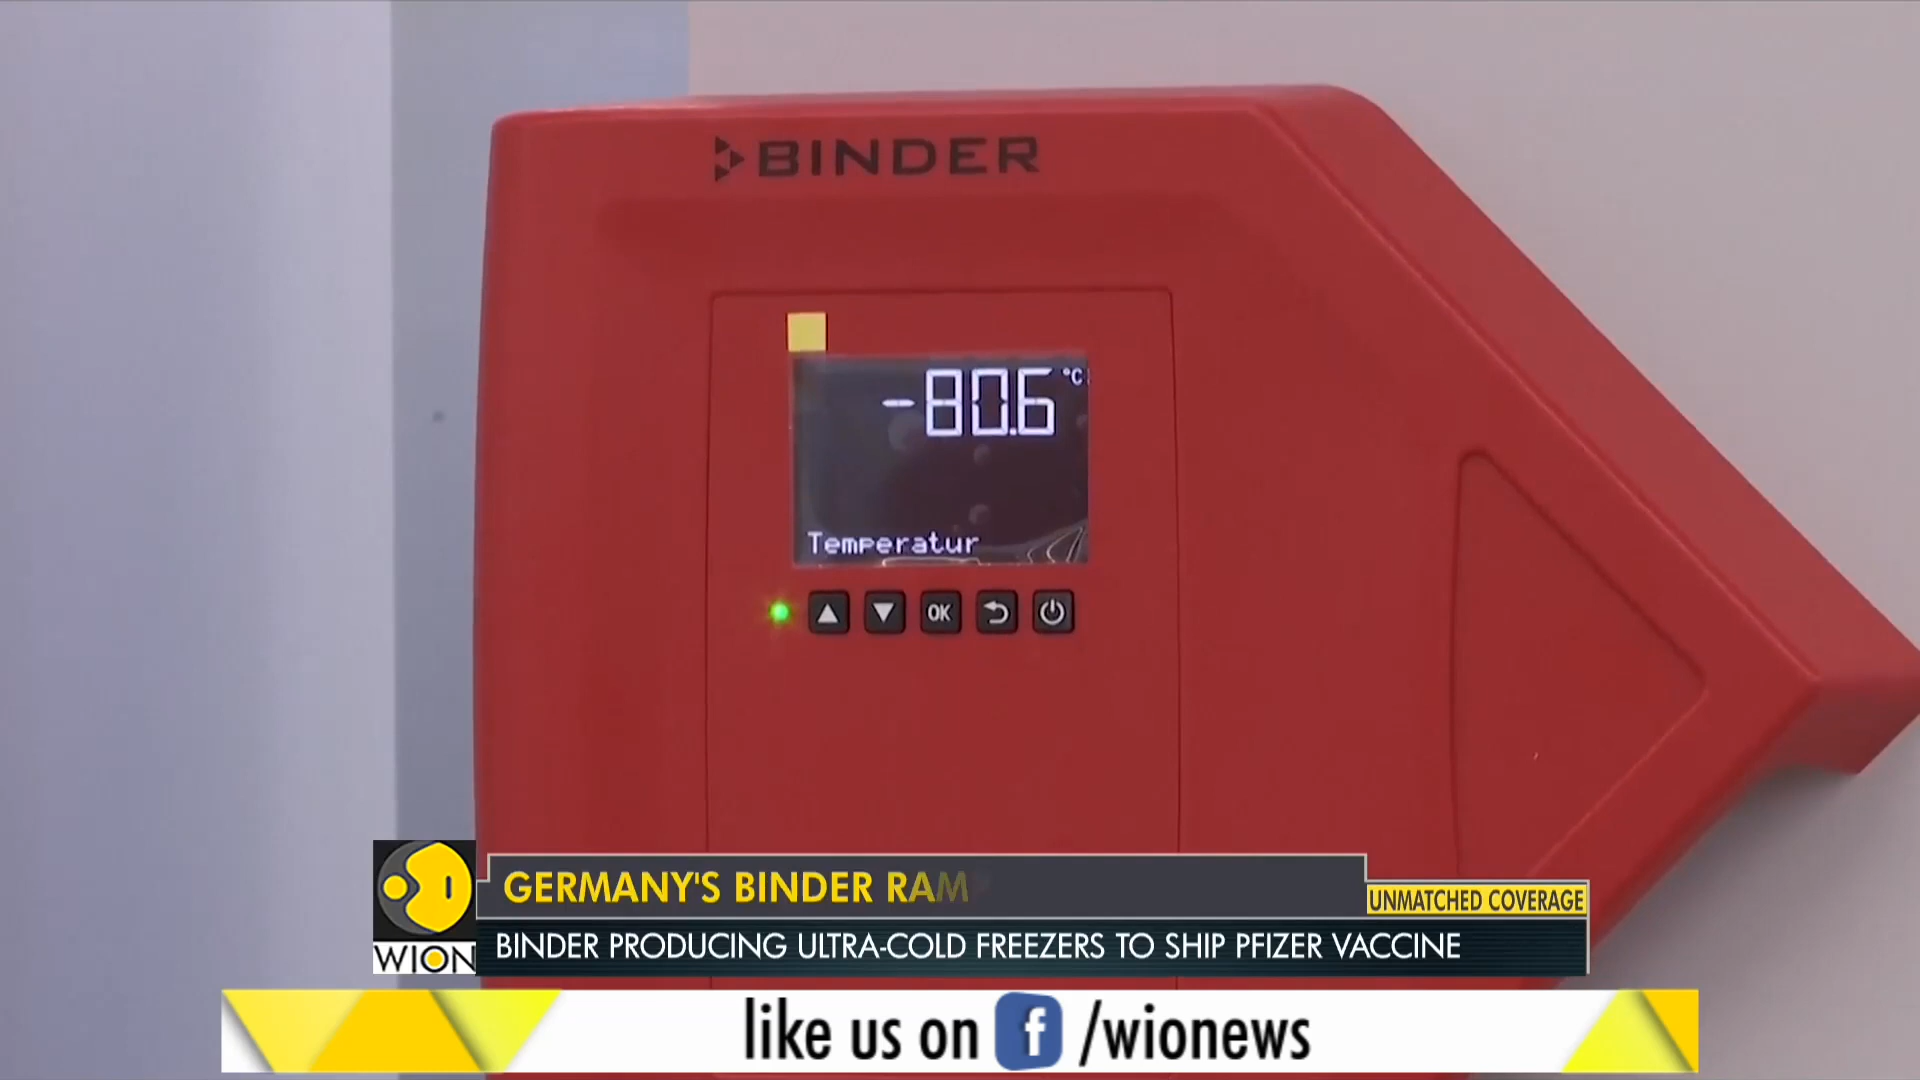 BINDER
-80.6 °C
Temperatur
OK
GERMANY'S BINDER RAM
UNMATCHED COVERAGE
BINDER PRODUCING ULTRA-COLD FREEZERS TO SHIP PFIZER VACCINE
WION
like us on f /wionews